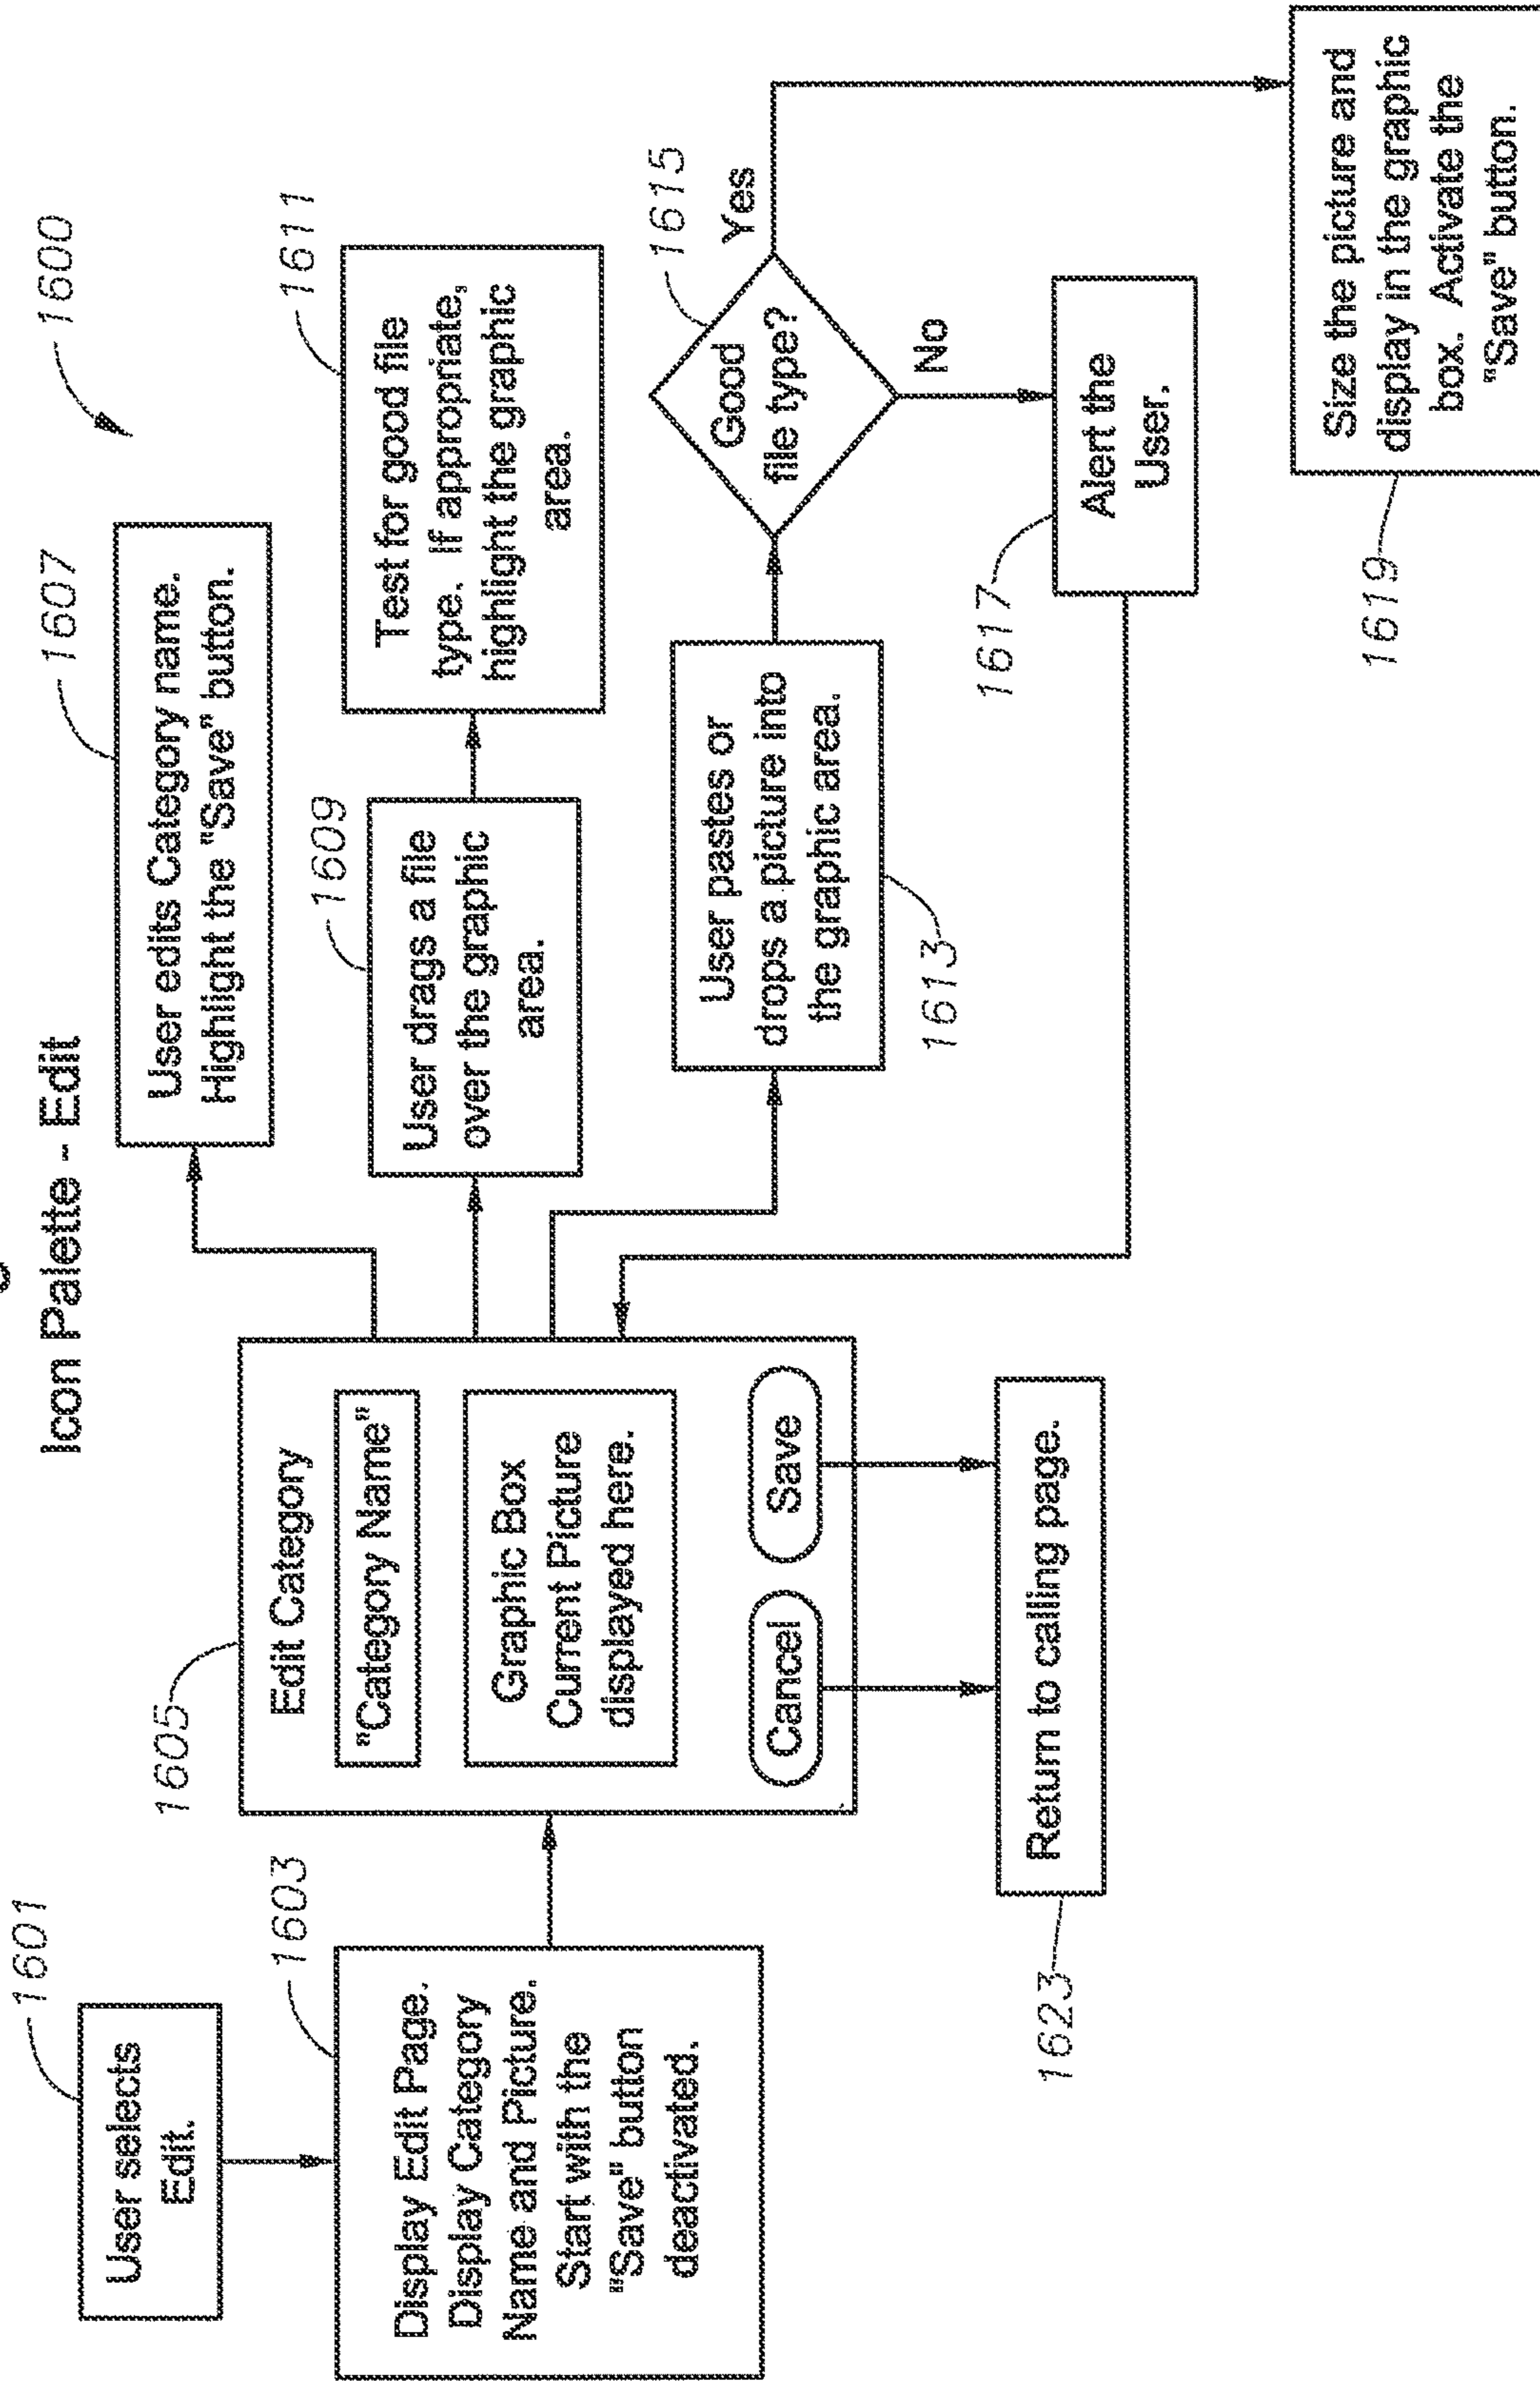 Icon Palette - Edit
1600
1601
User selects
Edit.
1603
Display Edit Page.
Display Category
Name and Picture.
Start with the
"Save" button
deactivated.
1605
Edit Category
"Category Name"
Graphic Box
Current Picture
displayed here.
Cancel
Save
1607
User edits Category name.
Highlight the "Save" button.
1609
User drags a file
over the graphic
area.
1611
Test for good file
type. If appropriate,
highlight the graphic
area.
1613
User pastes or
drops a picture into
the graphic area.
1615
Good
file type?
Yes
No
1617
Alert the
User.
1619
Size the picture and
display in the graphic
box. Activate the
"Save" button.
1623
Return to calling page.